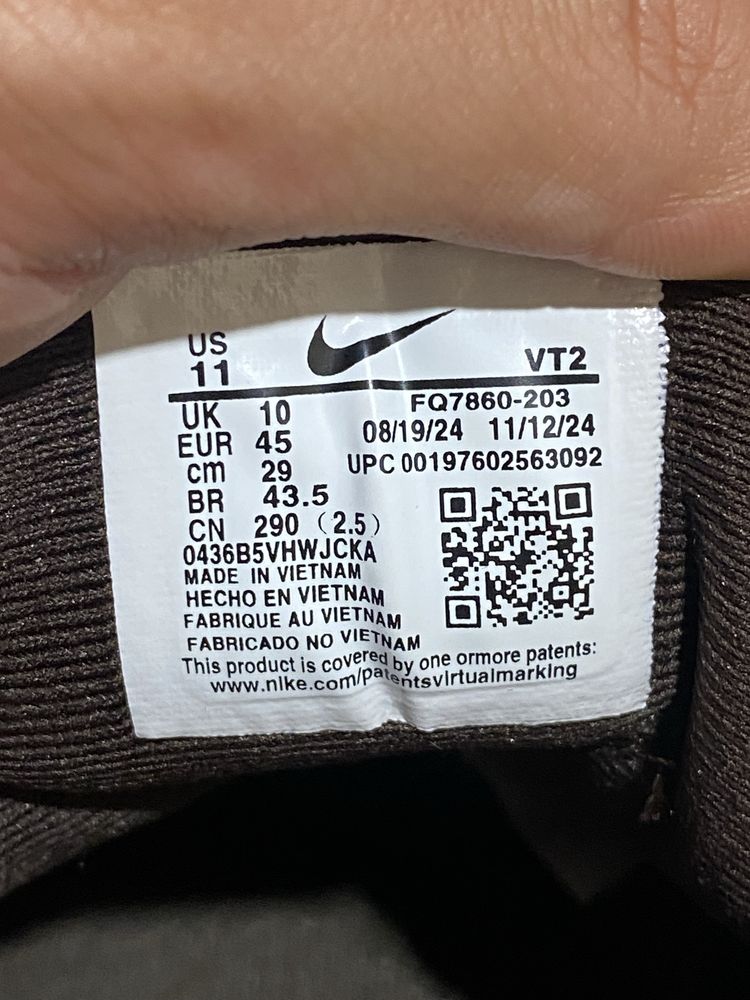 US
11 VT2
UK 10 FQ7860-203
EUR 45 08/19/24 11/12/24
cm 29 UPC 00197602563092
BR 43.5
CN 290（2.5）
0436B5VHWJCKA
MADE IN VIETNAM
HECHO EN VIETNAM
FABRIQUE AU VIETNAM
FABRICADO NO VIETNAM
This product is covered by one ormore patents:
www.nike.com/patentsvirtualmarking